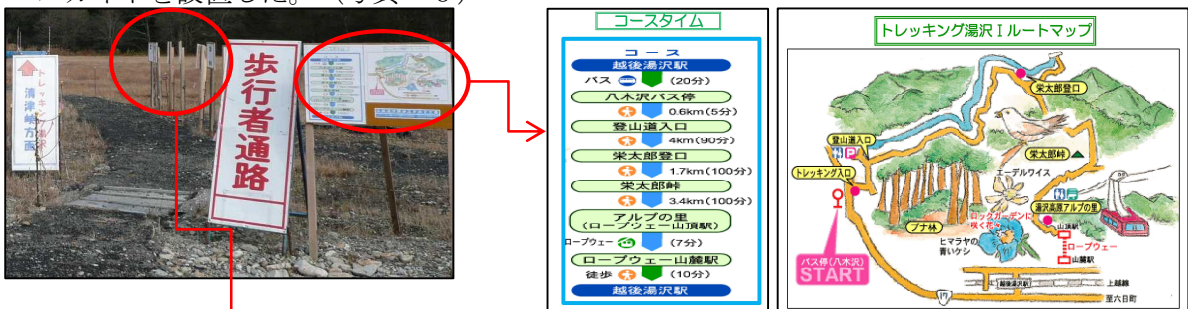 トレッキング湯沢
清津峡方面
歩行者通路
コースタイム
コース
越後湯沢駅
バス (20分)
八木沢バス停
0.6km(5分)
登山道入口
4km(90分)
栄太郎登口
1.7km(100分)
栄太郎峠
3.4km(100分)
アルプの里
(ロープウェー山頂駅)
ロープウェー (7分)
ロープウェー山麓駅
徒歩 (10分)
越後湯沢駅
トレッキング湯沢Ⅰルートマップ
栄太郎登口
登山道入口
P
トレッキング入口
栄太郎峠
エーデルワイス
湯沢高原アルプの里
ロックガーデンに
咲く花々
山頂駅
ロープウェー
山麓駅
ブナ林
ヒマラヤの
青いケシ
バス停(八木沢)
START
越後湯沢駅
上越線
17
至六日町